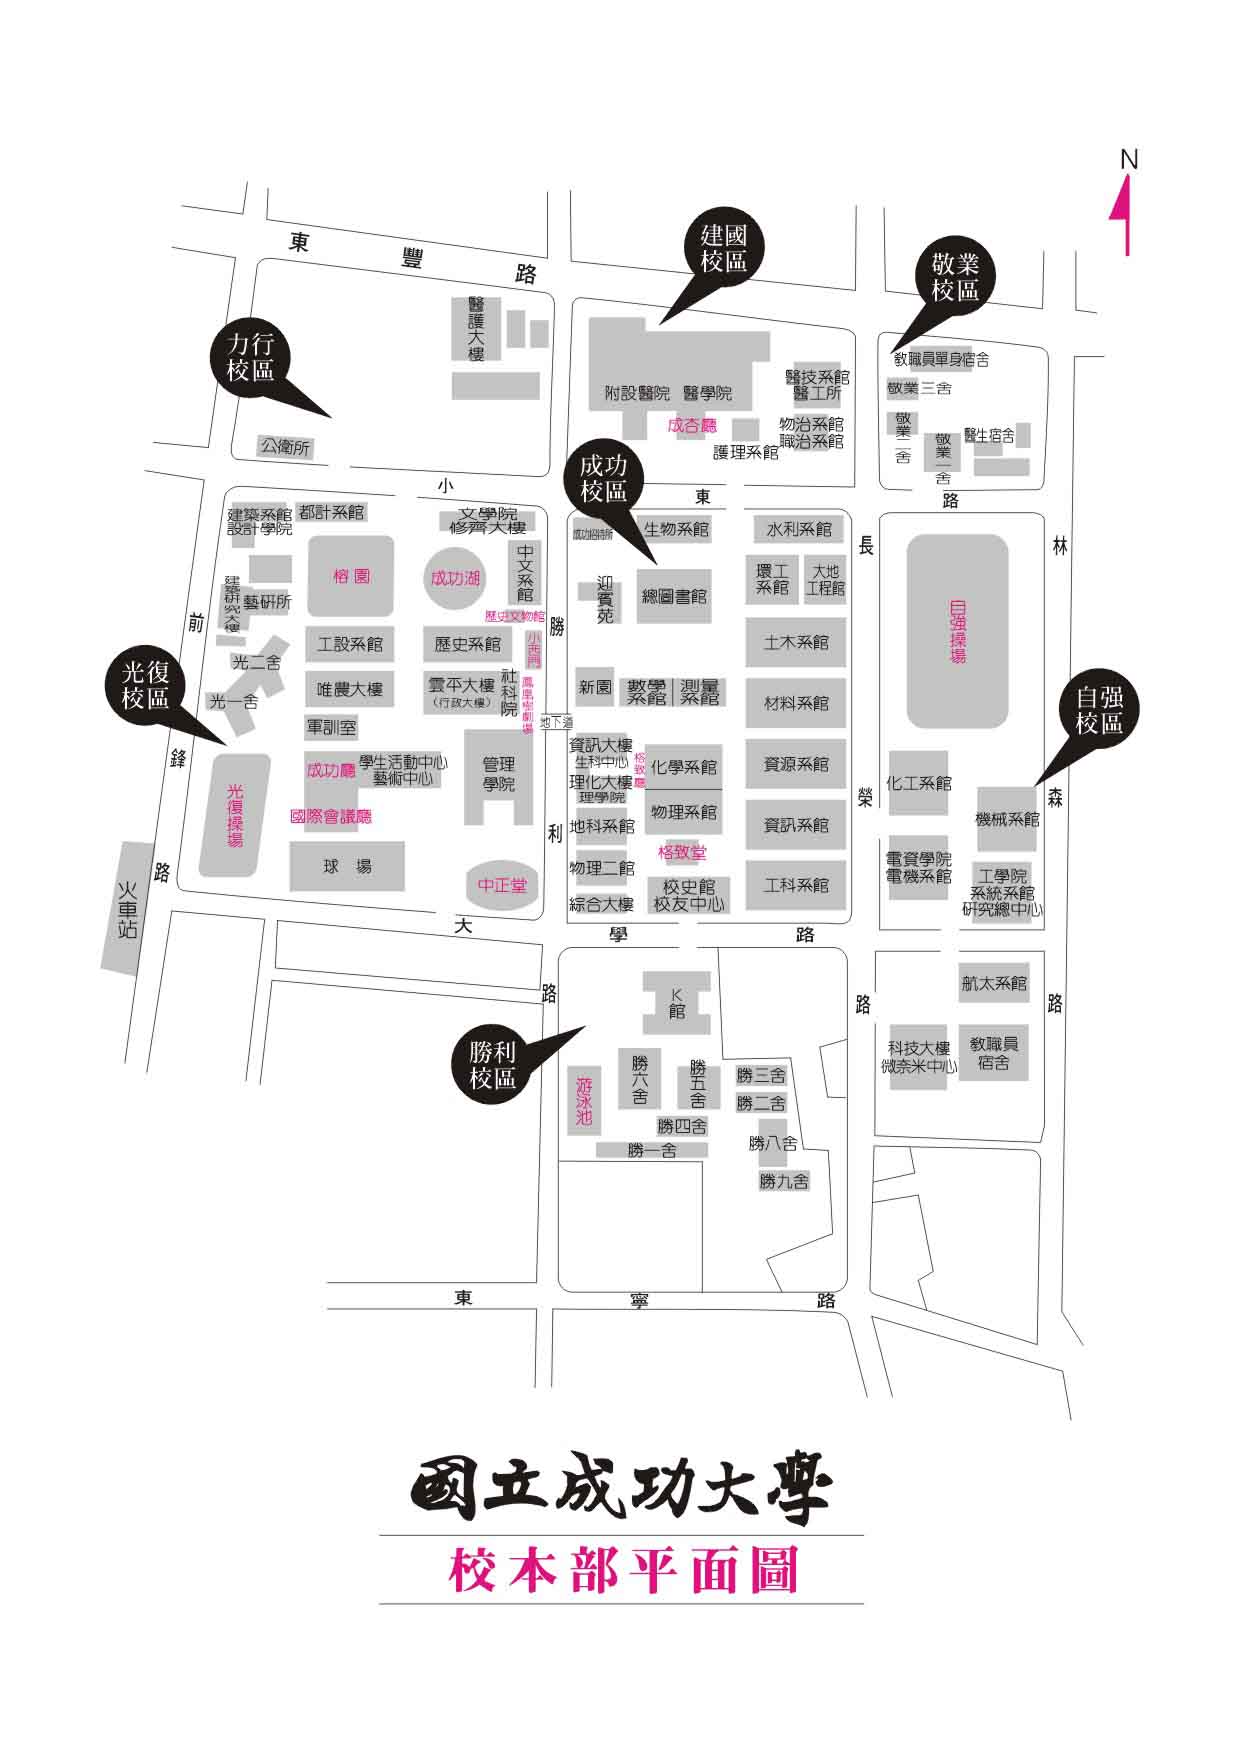 N
東豐路
建國
校區
敬業
校區
力行
校區
醫護大樓
附設醫院
醫學院
成杏廳
護理系館
醫技系館
醫工所
物治系館
職治系館
教職員單身宿舍
敬業三舍
敬業二舍
敬業一舍
醫生宿舍
公衛所
成功
校區
小東路
建築系館
設計學院
都計系館
文學院
修齊大樓
中文系館
榕園
成功湖
建築研究大樓
藝研所
歷史文物館
小西門
工設系館
歷史系館
光二舍
光一舍
唯農大樓
雲平大樓
(行政大樓)
社科院
鳳凰樹劇場
地下道
軍訓室
成功廳
學生活動中心
藝術中心
國際會議廳
管理
學院
球場
中正堂
光復
校區
光復操場
前鋒路
火車站
勝利路
成功招待所
生物系館
水利系館
迎賓苑
總圖書館
環工
系館
大地
工程館
土木系館
新園
數學
系館
測量
系館
材料系館
資訊大樓
生科中心
格致廳
化學系館
資源系館
理化大樓
理學院
物理系館
地科系館
資訊系館
格致堂
物理二館
校史館
校友中心
工科系館
綜合大樓
長榮路
林森路
自強操場
自强
校區
化工系館
機械系館
電資學院
電機系館
工學院
系統系館
研究總中心
大學路
航太系館
科技大樓
微奈米中心
教職員
宿舍
K
館
勝利
校區
游泳池
勝六舍
勝五舍
勝三舍
勝二舍
勝四舍
勝一舍
勝八舍
勝九舍
東寧路
國立成功大學
校本部平面圖